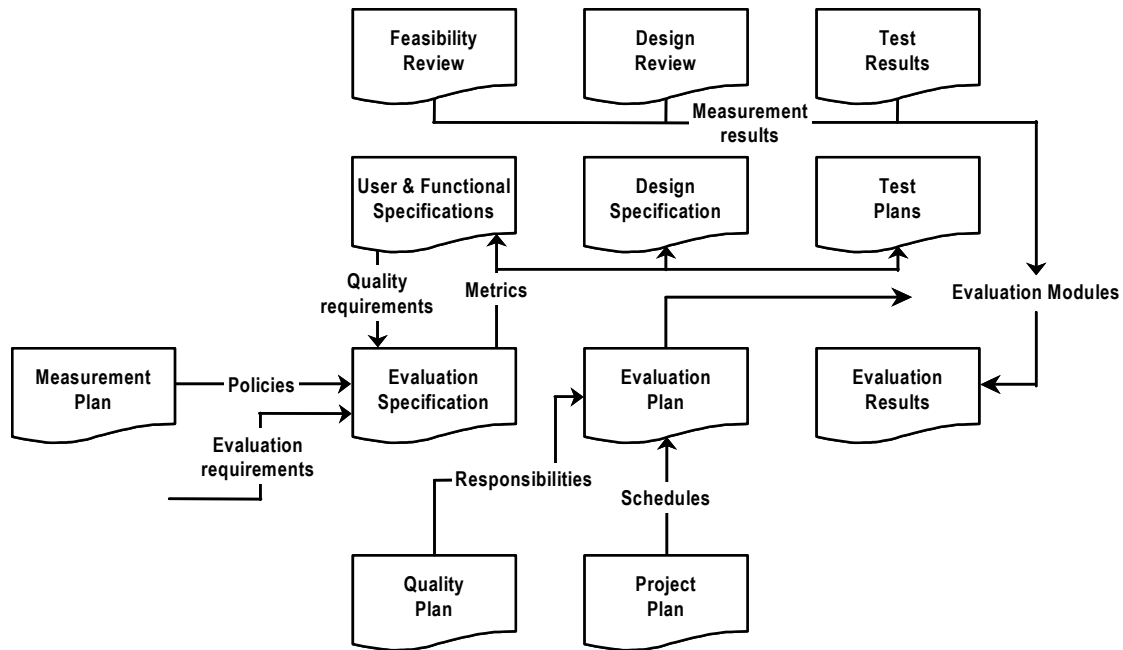 Feasibility
Review
Design
Review
Test
Results
Measurement
results
User & Functional
Specifications
Design
Specification
Test
Plans
Quality
requirements
Metrics
Evaluation Modules
Measurement
Plan
Policies
Evaluation
Specification
Evaluation
Plan
Evaluation
Results
Evaluation
requirements
Responsibilities
Schedules
Quality
Plan
Project
Plan